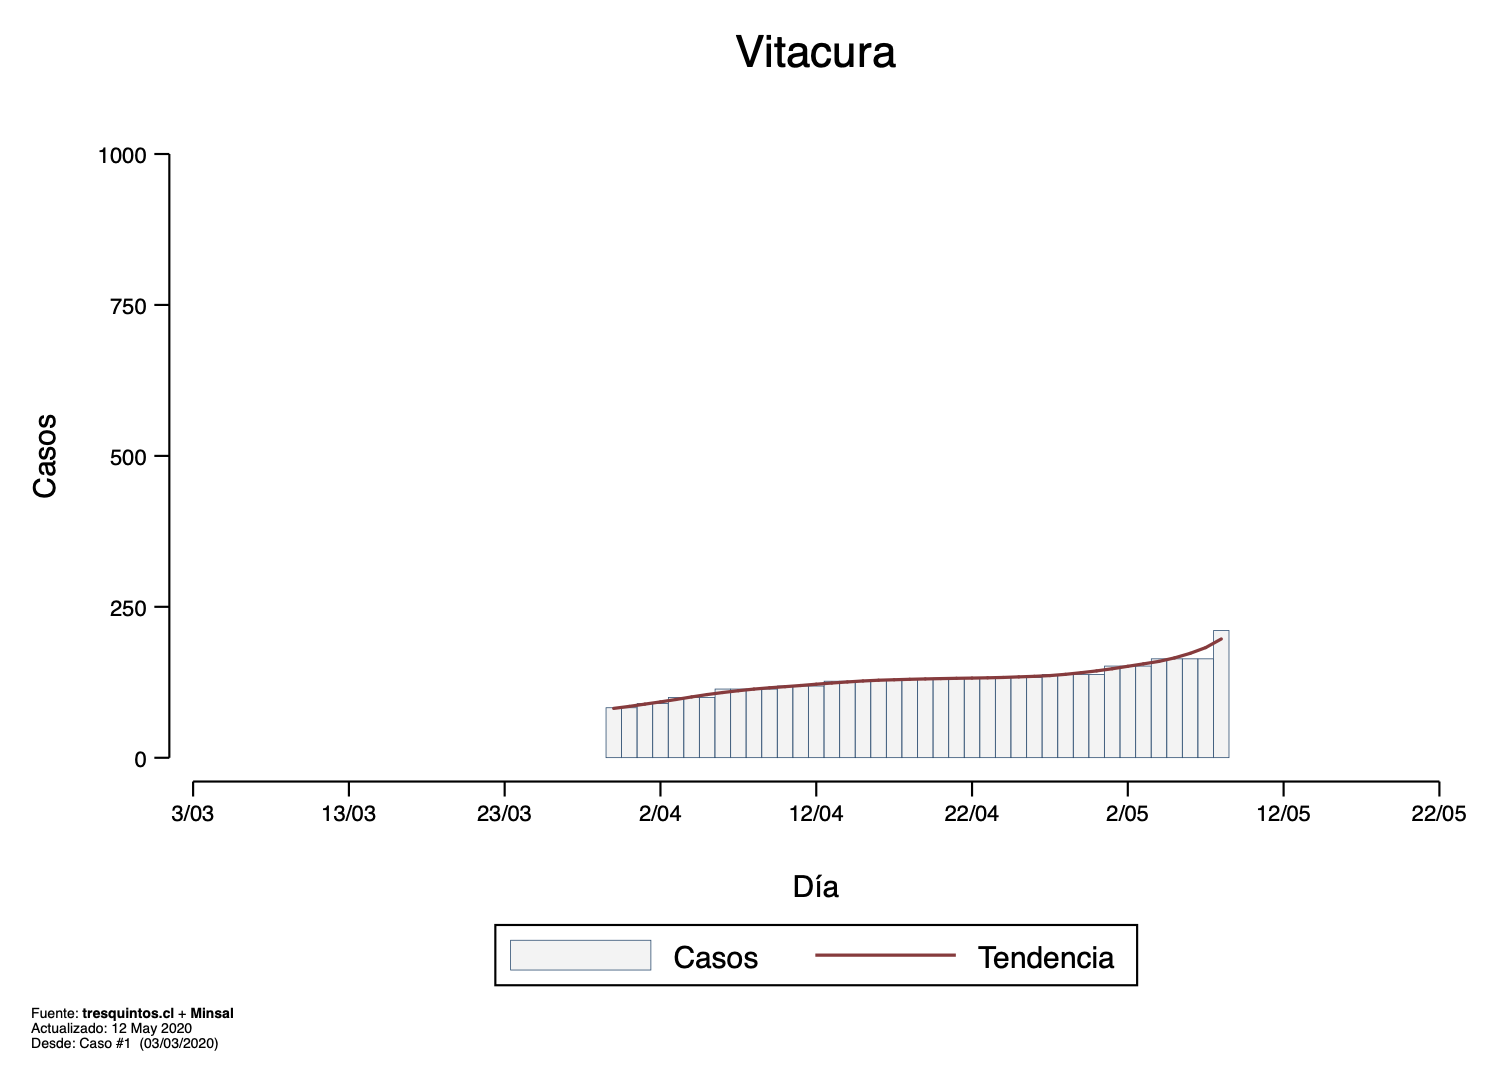 Vitacura
1000
750
500
250
0
Casos
3/03 13/03 23/03 2/04 12/04 22/04 2/05 12/05 22/05
Día
Casos Tendencia
Fuente: tresquintos.cl + Minsal
Actualizado: 12 May 2020
Desde: Caso #1 (03/03/2020)